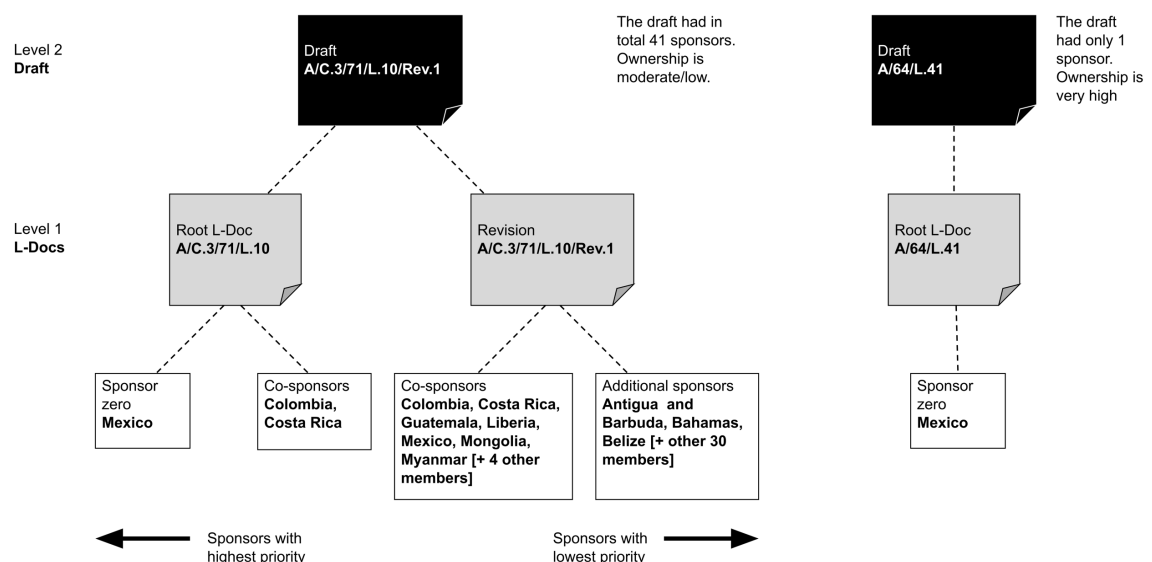 Level 2
Draft
Draft
A/C.3/71/L.10/Rev.1
The draft had in
total 41 sponsors.
Ownership is
moderate/low.
Draft
A/64/L.41
The draft
had only 1
sponsor.
Ownership is
very high
Level 1
L-Docs
Root L-Doc
A/C.3/71/L.10
Revision
A/C.3/71/L.10/Rev.1
Root L-Doc
A/64/L.41
Sponsor
zero
Mexico
Co-sponsors
Colombia,
Costa Rica
Co-sponsors
Colombia, Costa Rica,
Guatemala, Liberia,
Mexico, Mongolia,
Myanmar [+ 4 other
members]
Additional sponsors
Antigua and
Barbuda, Bahamas,
Belize [+ other 30
members]
Sponsor
zero
Mexico
Sponsors with
highest priority
Sponsors with
lowest priority